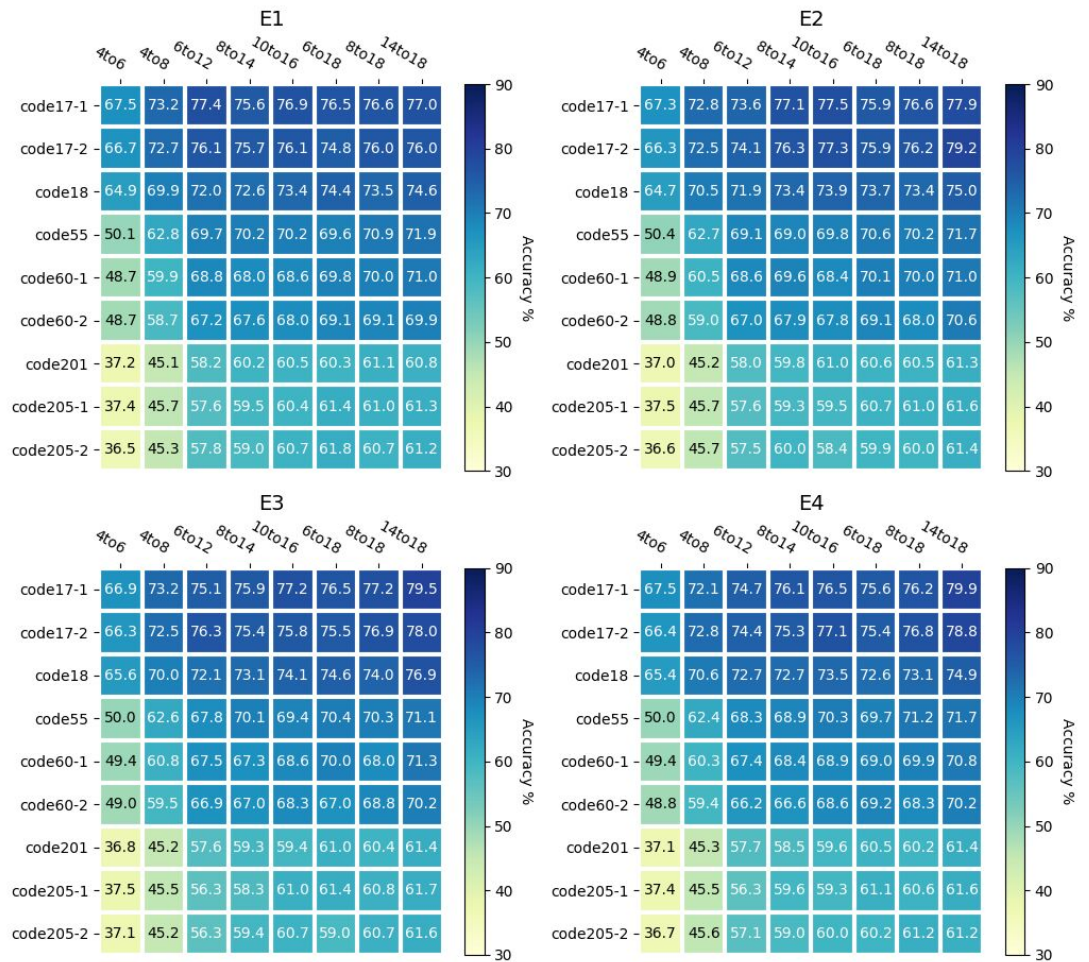 E1
4to6 4to8 6to12 8to14 10to16 6to18 8to18 14to18
code17-1 67.5 73.2 77.4 75.6 76.9 76.5 76.6 77.0
code17-2 66.7 72.7 76.1 75.7 76.1 74.8 76.0 76.0
code18 64.9 69.9 72.0 72.6 73.4 74.4 73.5 74.6
code55 50.1 62.8 69.7 70.2 70.2 69.6 70.9 71.9
code60-1 48.7 59.9 68.8 68.0 68.6 69.8 70.0 71.0
code60-2 48.7 58.7 67.2 67.6 68.0 69.1 69.1 69.9
code201 37.2 45.1 58.2 60.2 60.5 60.3 61.1 60.8
code205-1 37.4 45.7 57.6 59.5 60.4 61.4 61.0 61.3
code205-2 36.5 45.3 57.8 59.0 60.7 61.8 60.7 61.2
90
80
70
60
50
40
30
Accuracy %
E2
4to6 4to8 6to12 8to14 10to16 6to18 8to18 14to18
code17-1 67.3 72.8 73.6 77.1 77.5 75.9 76.6 77.9
code17-2 66.3 72.5 74.1 76.3 77.3 75.9 76.2 79.2
code18 64.7 70.5 71.9 73.4 73.9 73.7 73.4 75.0
code55 50.4 62.7 69.1 69.0 69.8 70.6 70.2 71.7
code60-1 48.9 60.5 68.6 69.6 68.4 70.1 70.0 71.0
code60-2 48.8 59.0 67.0 67.9 67.8 69.1 68.0 70.6
code201 37.0 45.2 58.0 59.8 61.0 60.6 60.5 61.3
code205-1 37.5 45.7 57.6 59.3 59.5 60.7 61.0 61.6
code205-2 36.6 45.7 57.5 60.0 58.4 59.9 60.0 61.4
90
80
70
60
50
40
30
Accuracy %
E3
4to6 4to8 6to12 8to14 10to16 6to18 8to18 14to18
code17-1 66.9 73.2 75.1 75.9 77.2 76.5 77.2 79.5
code17-2 66.3 72.5 76.3 75.4 75.8 75.5 76.9 78.0
code18 65.6 70.0 72.1 73.1 74.1 74.6 74.0 76.9
code55 50.0 62.6 67.8 70.1 69.4 70.4 70.3 71.1
code60-1 49.4 60.8 67.5 67.3 68.6 70.0 68.0 71.3
code60-2 49.0 59.5 66.9 67.0 68.3 67.0 68.8 70.2
code201 36.8 45.2 57.6 59.3 59.4 61.0 60.4 61.4
code205-1 37.5 45.5 56.3 58.3 61.0 61.4 60.8 61.7
code205-2 37.1 45.2 56.3 59.4 60.7 59.0 60.7 61.6
90
80
70
60
50
40
30
Accuracy %
E4
4to6 4to8 6to12 8to14 10to16 6to18 8to18 14to18
code17-1 67.5 72.1 74.7 76.1 76.5 75.6 76.2 79.9
code17-2 66.4 72.8 74.4 75.3 77.1 75.4 76.8 78.8
code18 65.4 70.6 72.7 72.7 73.5 72.6 73.1 74.9
code55 50.0 62.4 68.3 68.9 70.3 69.7 71.2 71.7
code60-1 49.4 60.3 67.4 68.4 68.9 69.0 69.9 70.8
code60-2 48.8 59.4 66.2 66.6 68.6 69.2 68.3 70.2
code201 37.1 45.3 57.7 58.5 59.6 60.5 60.2 61.4
code205-1 37.4 45.5 56.3 59.6 59.3 61.1 60.6 61.6
code205-2 36.7 45.6 57.1 59.0 60.0 60.2 61.2 61.2
90
80
70
60
50
40
30
Accuracy %